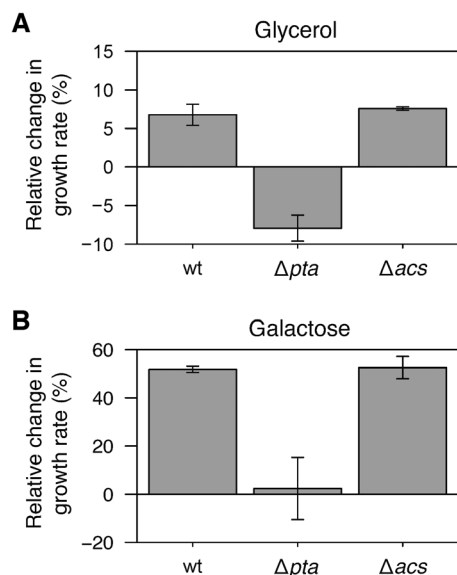 A
Glycerol
Relative change in
growth rate (%)
15
10
5
0
−5
−10
wt
Δpta
Δacs
B
Galactose
Relative change in
growth rate (%)
60
40
20
0
−20
wt
Δpta
Δacs